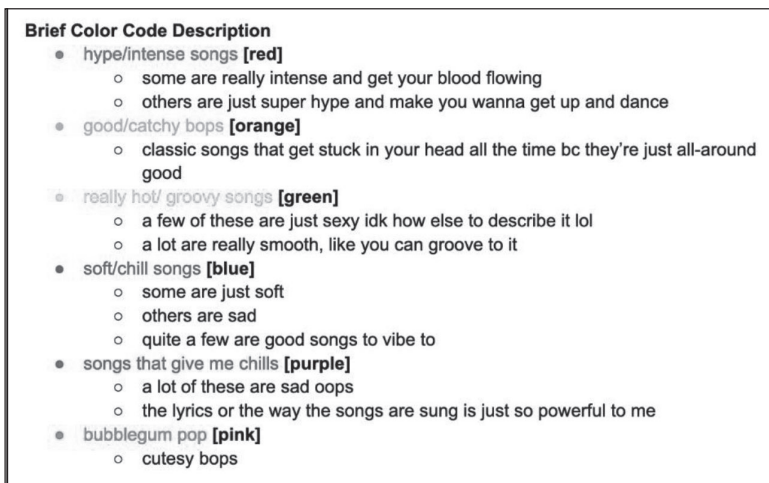 Brief Color Code Description
● hype/intense songs [red]
○ some are really intense and get your blood flowing
○ others are just super hype and make you wanna get up and dance
● good/catchy bops [orange]
○ classic songs that get stuck in your head all the time bc they're just all-around
good
● really hot/ groovy songs [green]
○ a few of these are just sexy idk how else to describe it lol
○ a lot are really smooth, like you can groove to it
● soft/chill songs [blue]
○ some are just soft
○ others are sad
○ quite a few are good songs to vibe to
● songs that give me chills [purple]
○ a lot of these are sad oops
○ the lyrics or the way the songs are sung is just so powerful to me
● bubblegum pop [pink]
○ cutesy bops